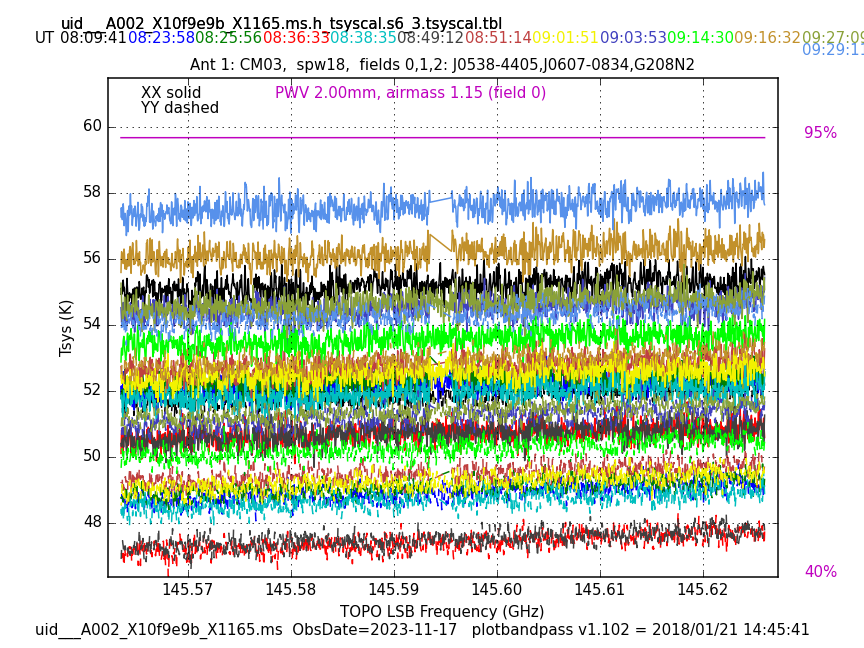 uid___A002_X10f9e9b_X1165.ms.h_tsyscal.s6_3.tsyscal.tbl
UT 08:09:41 08:23:58 08:25:56 08:36:33 08:38:35 08:49:12 08:51:14 09:01:51 09:03:53 09:14:30 09:16:32 09:27:09
09:29:11
Ant 1: CM03,  spw18,  fields 0,1,2: J0538-4405,J0607-0834,G208N2
XX solid
PWV 2.00mm, airmass 1.15 (field 0)
YY dashed
60
95%
58
56
54
Tsys (K)
52
50
48
40%
145.57 145.58 145.59 145.60 145.61 145.62
TOPO LSB Frequency (GHz)
uid___A002_X10f9e9b_X1165.ms  ObsDate=2023-11-17   plotbandpass v1.102 = 2018/01/21 14:45:41